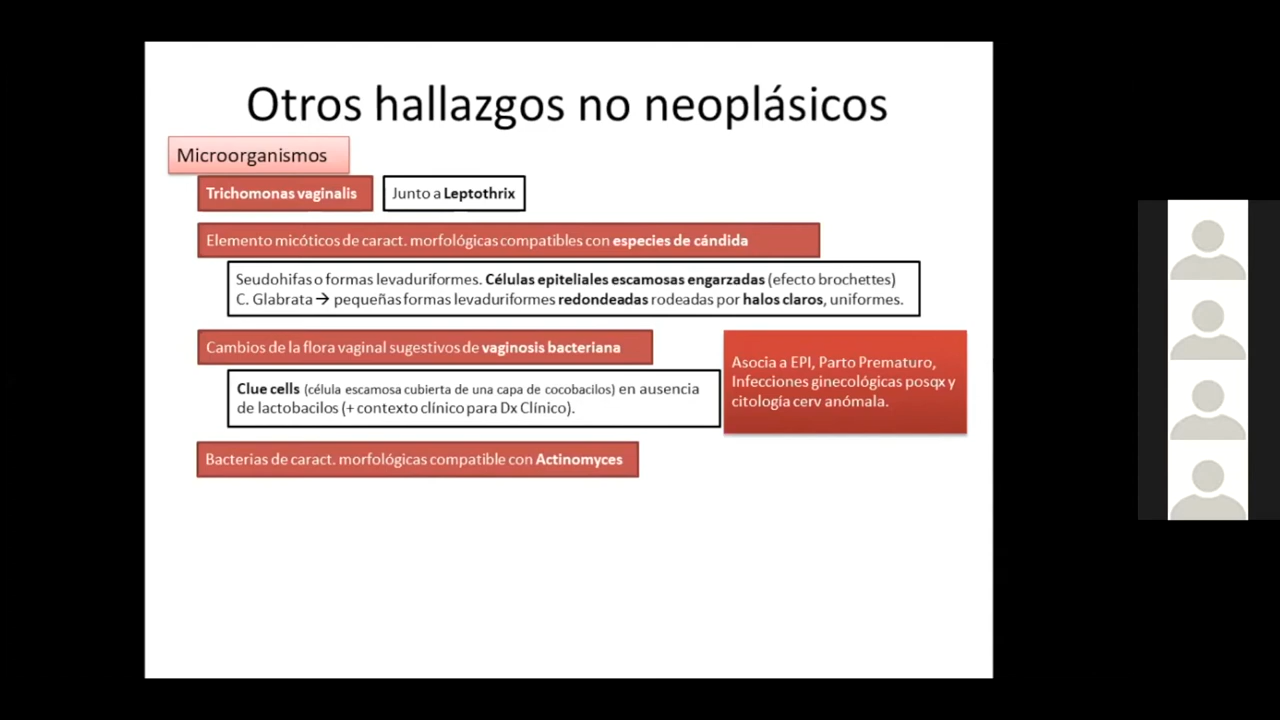 Otros hallazgos no neoplásicos
Microorganismos
Trichomonas vaginalis
Junto a Leptothrix
Elemento micóticos de caract. morfológicas compatibles con especies de cándida
Seudohifas o formas levaduriformes. Células epiteliales escamosas engarzadas (efecto brochettes)
C. Glabrata → pequeñas formas levaduriformes redondeadas rodeadas por halos claros, uniformes.
Cambios de la flora vaginal sugestivos de vaginosis bacteriana
Clue cells (célula escamosa cubierta de una capa de cocobacilos) en ausencia
de lactobacilos (+ contexto clínico para Dx Clínico).
Asocia a EPI, Parto Prematuro,
Infecciones ginecológicas posqx y
citología cerv anómala.
Bacterias de caract. morfológicas compatible con Actinomyces